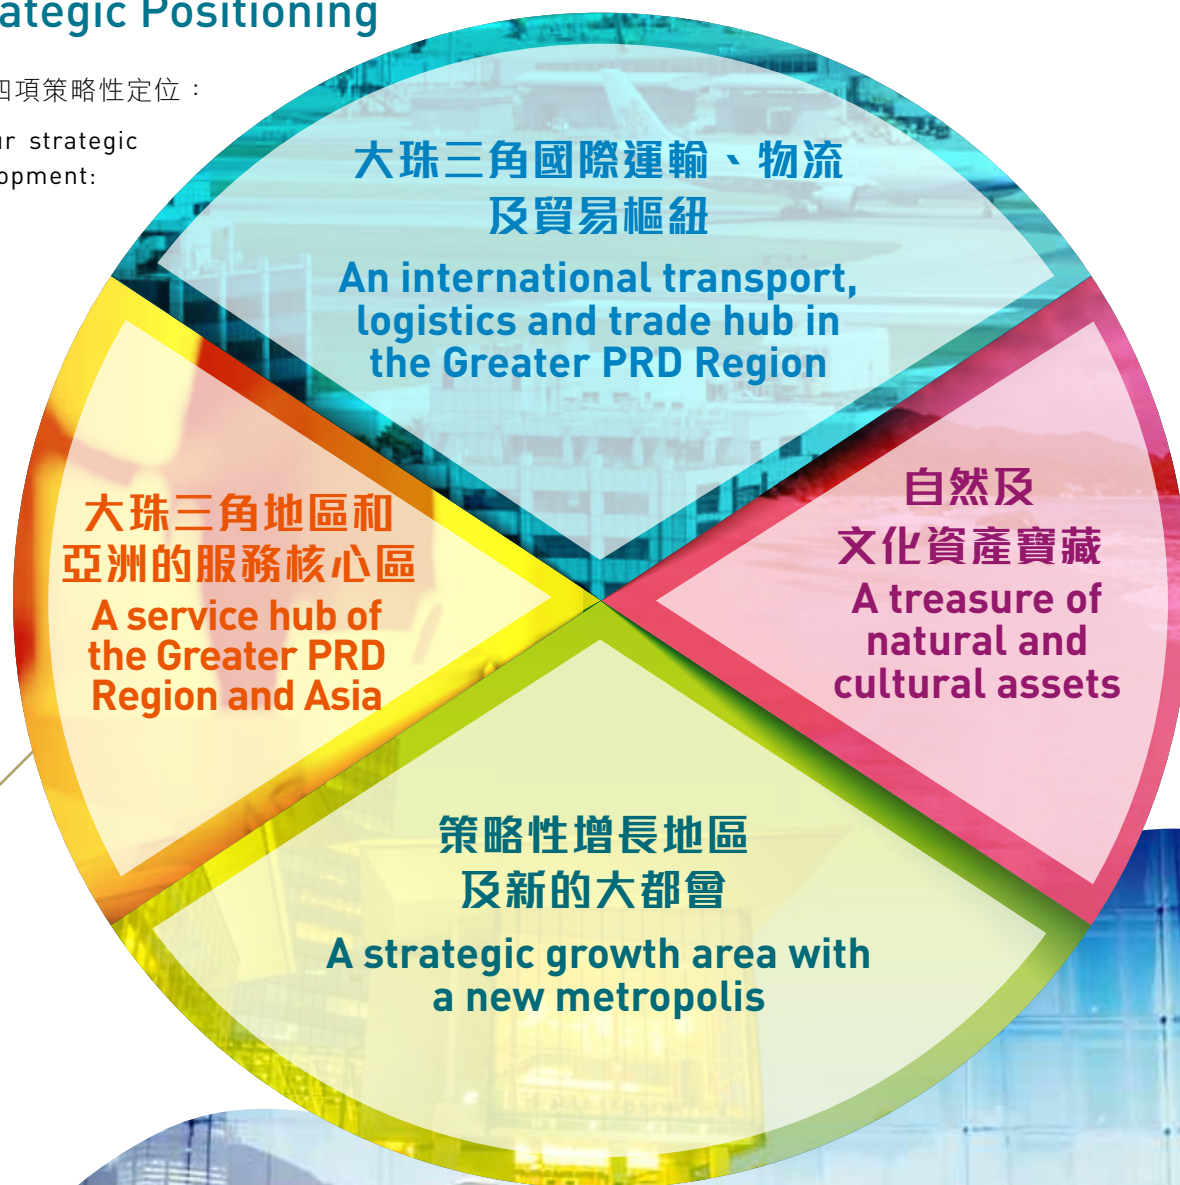 ategic Positioning
四項策略性定位：
ur strategic
opment:
大珠三角國際運輸、物流
及貿易樞紐
An international transport,
logistics and trade hub in
the Greater PRD Region
大珠三角地區和
亞洲的服務核心區
A service hub of
the Greater PRD
Region and Asia
自然及
文化資產寶藏
A treasure of
natural and
cultural assets
策略性增長地區
及新的大都會
A strategic growth area with
a new metropolis